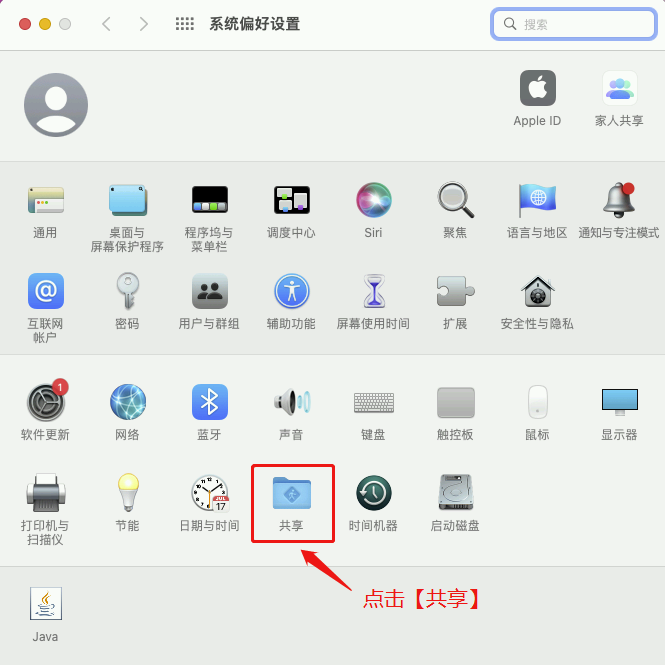 系统偏好设置
搜索
Apple ID
家人共享
通用
桌面与
屏幕保护程序
程序坞与
菜单栏
调度中心
Siri
聚焦
语言与地区
通知与专注模式
互联网
帐户
密码
用户与群组
辅助功能
屏幕使用时间
扩展
安全性与隐私
1
软件更新
网络
蓝牙
声音
键盘
触控板
鼠标
显示器
打印机与
扫描仪
节能
JUL
17
日期与时间
共享
时间机器
启动磁盘
点击【共享】
Java